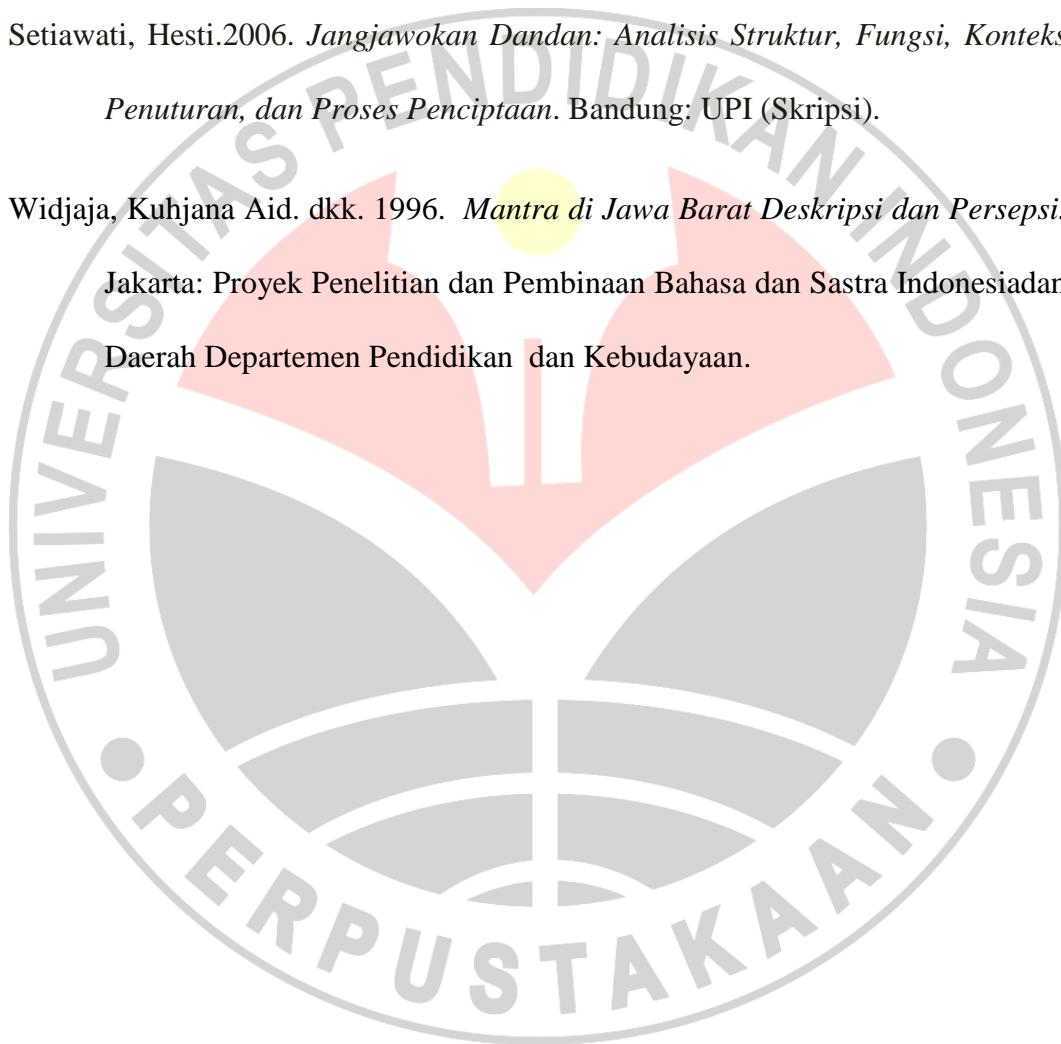 Setiawati, Hesti.2006. Jangjawokan Dandan: Analisis Struktur, Fungsi, Konteks
Penuturan, dan Proses Penciptaan. Bandung: UPI (Skripsi).
Widjaja, Kuhjana Aid. dkk. 1996.  Mantra di Jawa Barat Deskripsi dan Persepsi.
Jakarta: Proyek Penelitian dan Pembinaan Bahasa dan Sastra Indonesiadan
Daerah Departemen Pendidikan  dan Kebudayaan.
UNIVERSITAS PENDIDIKAN INDONESIA
PERPUSTAKAAN